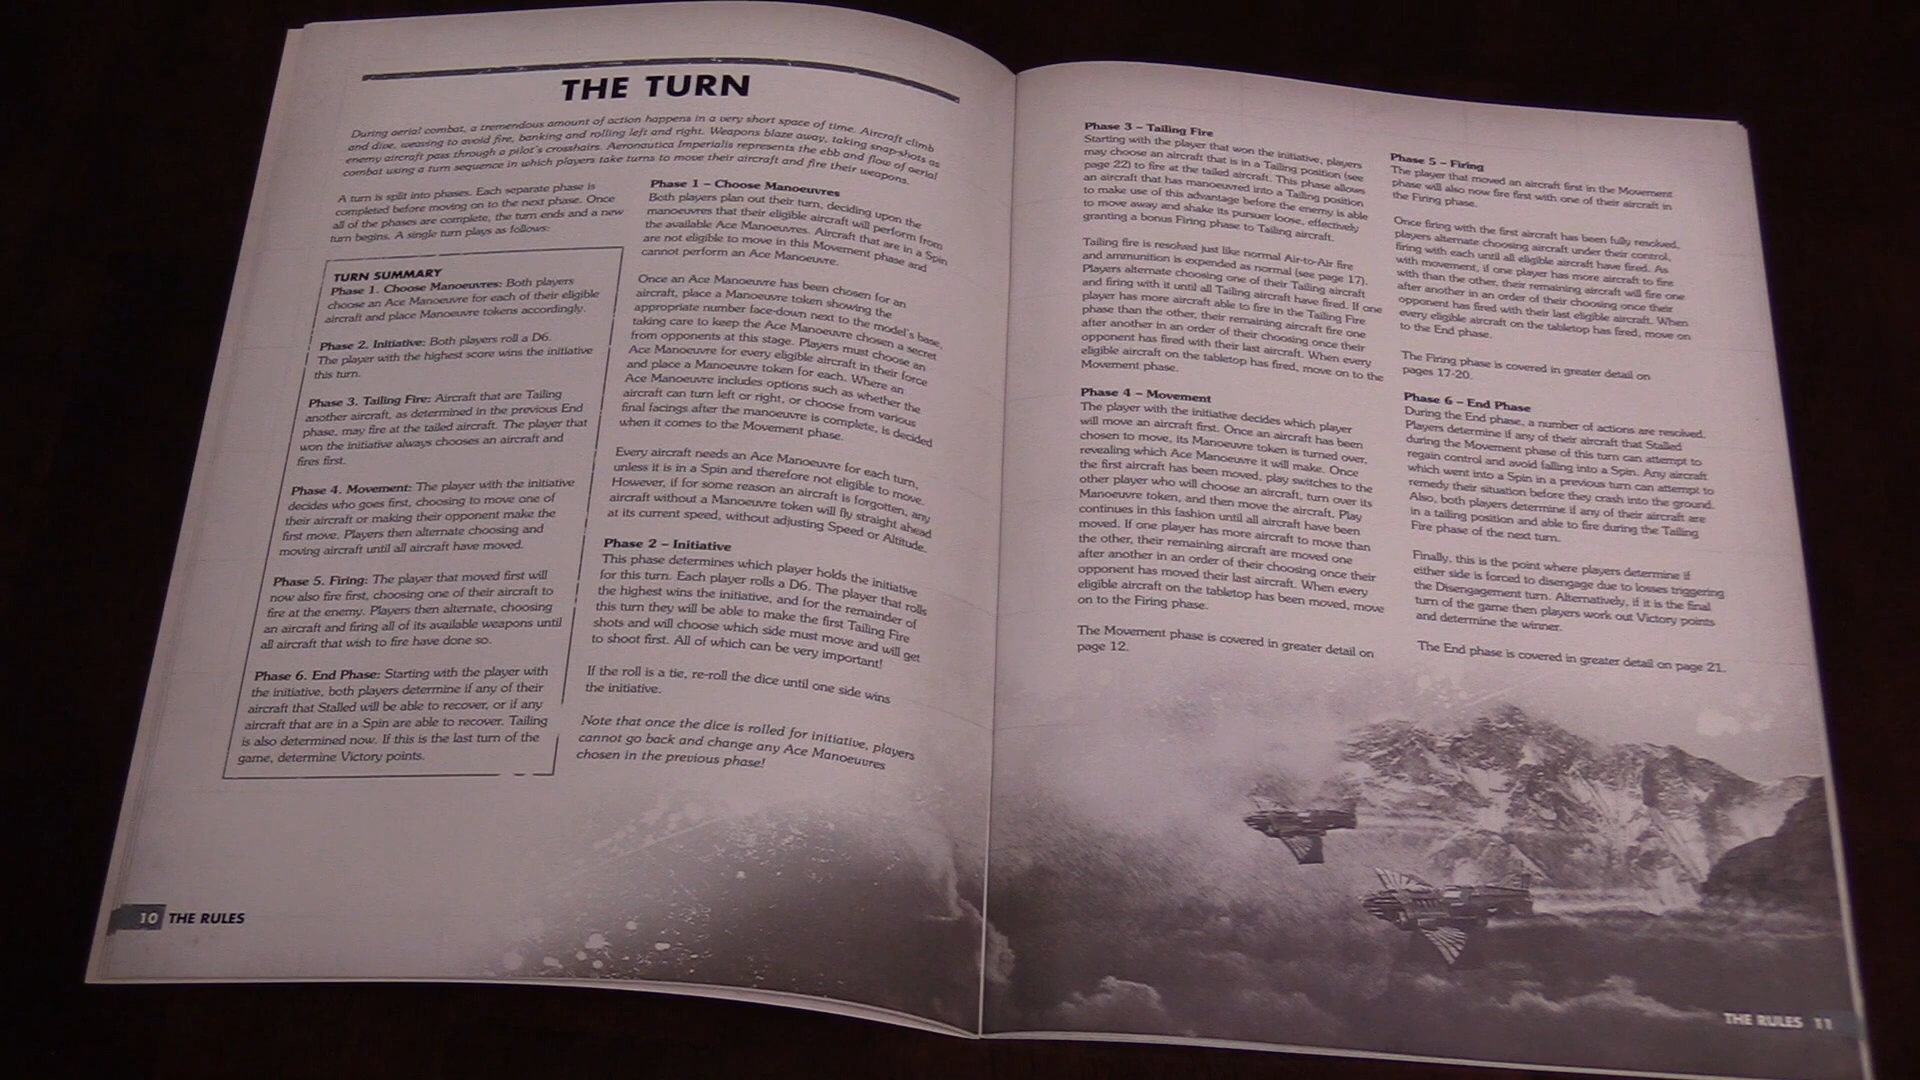 THE TURN
During aerial combat, a tremendous amount of action happens in a very short space of time. Aircraft climb
and dive, weaving to avoid fire, banking and rolling left and right. Weapons blaze away, taking snap-shots as
enemy aircraft pass through a pilot's crosshairs. Aeronautica Imperialis represents the ebb and flow of aerial
combat using a turn sequence in which players take turns to move their aircraft and fire their weapons.
A turn is split into phases. Each separate phase is
completed before moving on to the next phase. Once
all of the phases are complete, the turn ends and a new
turn begins. A single turn plays as follows:
TURN SUMMARY
Phase 1. Choose Manoeuvres: Both players
choose an Ace Manoeuvre for each of their eligible
aircraft and place Manoeuvre tokens accordingly.
Phase 2. Initiative: Both players roll a D6.
The player with the highest score wins the initiative
this turn.
Phase 3. Tailing Fire: Aircraft that are Tailing
another aircraft, as determined in the previous End
phase, may fire at the tailed aircraft. The player that
won the initiative always chooses an aircraft and
fires first.
Phase 4. Movement: The player with the initiative
decides who goes first, choosing to move one of
their aircraft or making their opponent make the
first move. Players then alternate choosing and
moving aircraft until all aircraft have moved.
Phase 5. Firing: The player that moved first will
now also fire first, choosing one of their aircraft to
fire at the enemy. Players then alternate, choosing
an aircraft and firing all of its available weapons until
all aircraft that wish to fire have done so.
Phase 6. End Phase: Starting with the player with
the initiative, both players determine if any of their
aircraft that Stalled will be able to recover, or if any
aircraft that are in a Spin are able to recover. Tailing
is also determined now. If this is the last turn of the
game, determine Victory points.
Phase 1 – Choose Manoeuvres
Both players plan out their turn, deciding upon the
manoeuvres that their eligible aircraft will perform from
the available Ace Manoeuvres. Aircraft that are in a Spin
are not eligible to move in this Movement phase and
cannot perform an Ace Manoeuvre.
Once an Ace Manoeuvre has been chosen for an
aircraft, place a Manoeuvre token showing the
appropriate number face-down next to the model's base,
taking care to keep the Ace Manoeuvre chosen a secret
from opponents at this stage. Players must choose an
Ace Manoeuvre for every eligible aircraft in their force
and place a Manoeuvre token for each. Where an
Ace Manoeuvre includes options such as whether the
aircraft can turn left or right, or choose from various
final facings after the manoeuvre is complete, is decided
when it comes to the Movement phase.
Every aircraft needs an Ace Manoeuvre for each turn,
unless it is in a Spin and therefore not eligible to move.
However, if for some reason an aircraft is forgotten, any
aircraft without a Manoeuvre token will fly straight ahead
at its current speed, without adjusting Speed or Altitude.
Phase 2 – Initiative
This phase determines which player holds the initiative
for this turn. Each player rolls a D6. The player that rolls
the highest wins the initiative, and for the remainder of
this turn they will be able to make the first Tailing Fire
shots and will choose which side must move and will get
to shoot first. All of which can be very important!
If the roll is a tie, re-roll the dice until one side wins
the initiative.
Note that once the dice is rolled for initiative, players
cannot go back and change any Ace Manoeuvres
chosen in the previous phase!
10 THE RULES
Phase 3 – Tailing Fire
Starting with the player that won the initiative, players
may choose an aircraft that is in a Tailing position (see
page 22) to fire at the tailed aircraft. This phase allows
an aircraft that has manoeuvred into a Tailing position
to make use of this advantage before the enemy is able
to move away and shake its pursuer loose, effectively
granting a bonus Firing phase to Tailing aircraft.
Tailing fire is resolved just like normal Air-to-Air fire
and ammunition is expended as normal (see page 17).
Players alternate choosing one of their Tailing aircraft
and firing with it until all Tailing aircraft have fired. If one
player has more aircraft able to fire in the Tailing Fire
phase than the other, their remaining aircraft fire one
after another in an order of their choosing once their
opponent has fired with their last aircraft. When every
eligible aircraft on the tabletop has fired, move on to the
Movement phase.
Phase 4 – Movement
The player with the initiative decides which player
will move an aircraft first. Once an aircraft has been
chosen to move, its Manoeuvre token is turned over,
revealing which Ace Manoeuvre it will make. Once
the first aircraft has been moved, play switches to the
other player who will choose an aircraft, turn over its
Manoeuvre token, and then move the aircraft. Play
continues in this fashion until all aircraft have been
moved. If one player has more aircraft to move than
the other, their remaining aircraft are moved one
after another in an order of their choosing once their
opponent has moved their last aircraft. When every
eligible aircraft on the tabletop has been moved, move
on to the Firing phase.
The Movement phase is covered in greater detail on
page 12.
Phase 5 – Firing
The player that moved an aircraft first in the Movement
phase will also now fire first with one of their aircraft in
the Firing phase.
Once firing with the first aircraft has been fully resolved,
players alternate choosing aircraft under their control,
firing with each until all eligible aircraft have fired. As
with movement, if one player has more aircraft to fire
with than the other, their remaining aircraft will fire one
after another in an order of their choosing once their
opponent has fired with their last eligible aircraft. When
every eligible aircraft on the tabletop has fired, move on
to the End phase.
The Firing phase is covered in greater detail on
pages 17-20.
Phase 6 – End Phase
During the End phase, a number of actions are resolved.
Players determine if any of their aircraft that Stalled
during the Movement phase of this turn can attempt to
regain control and avoid falling into a Spin. Any aircraft
which went into a Spin in a previous turn can attempt to
remedy their situation before they crash into the ground.
Also, both players determine if any of their aircraft are
in a tailing position and able to fire during the Tailing
Fire phase of the next turn.
Finally, this is the point where players determine if
either side is forced to disengage due to losses triggering
the Disengagement turn. Alternatively, if it is the final
turn of the game then players work out Victory points
and determine the winner.
The End phase is covered in greater detail on page 21.
THE RULES 11